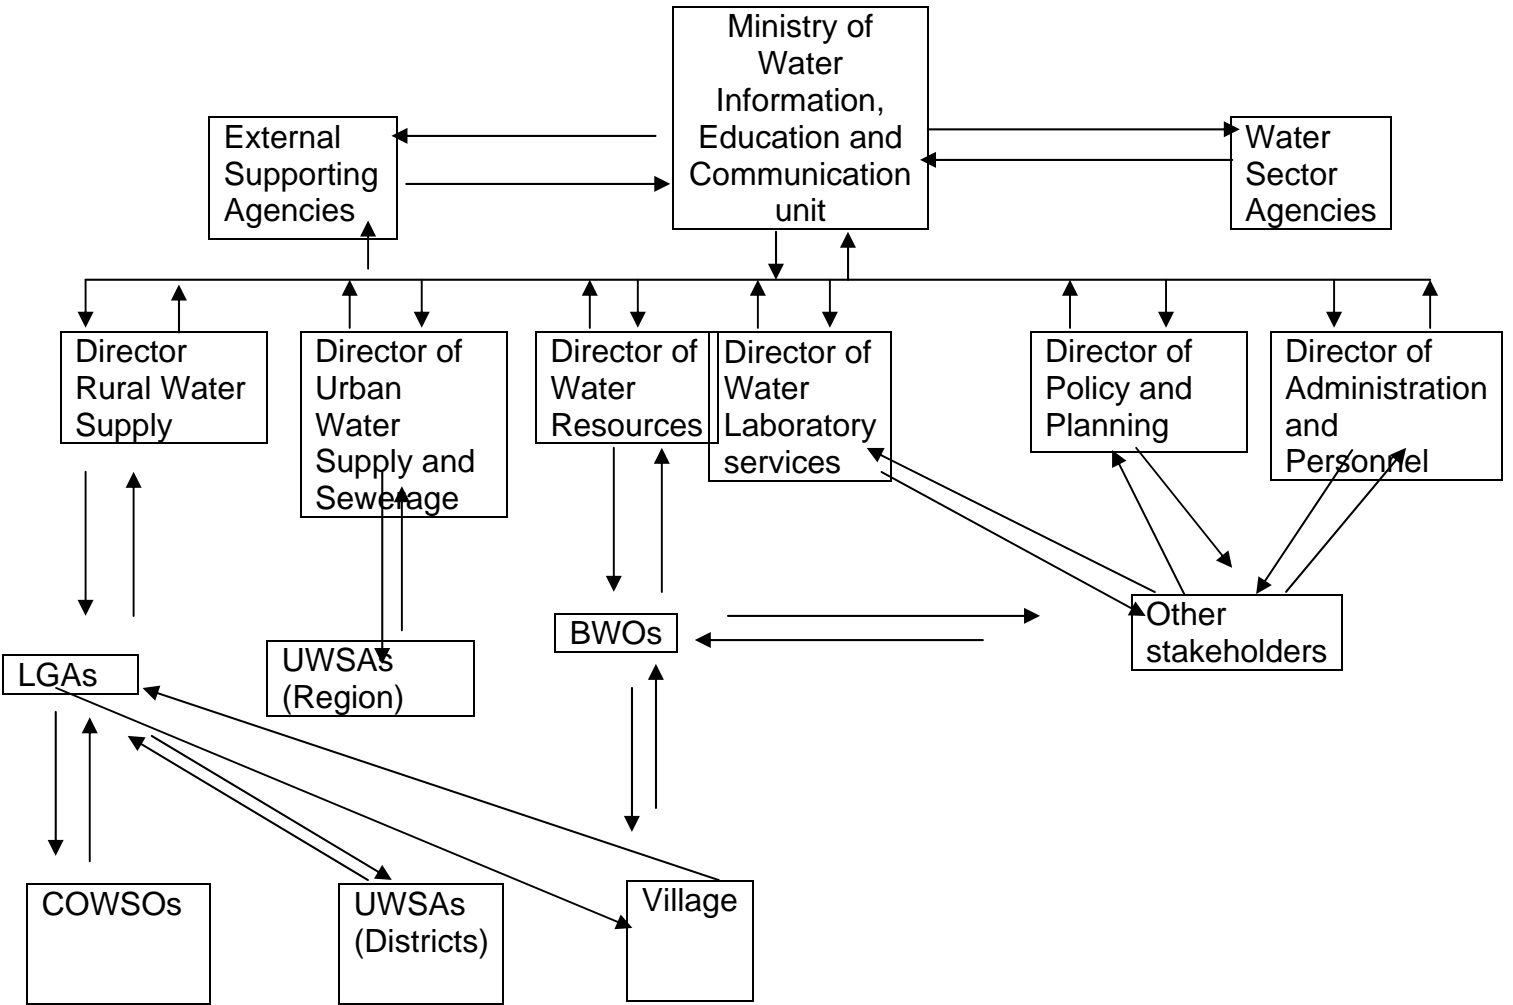 Ministry of
Water
Information,
Education and
Communication
unit
External
Supporting
Agencies
Water
Sector
Agencies
Director
Rural Water
Supply
Director of
Urban
Water
Supply and
Sewerage
Director of
Water
Resources
Director of
Water
Laboratory
services
Director of
Policy and
Planning
Director of
Administration
and
Personnel
BWOs
Other
stakeholders
LGAs
UWSAs
(Region)
COWSOs
UWSAs
(Districts)
Village